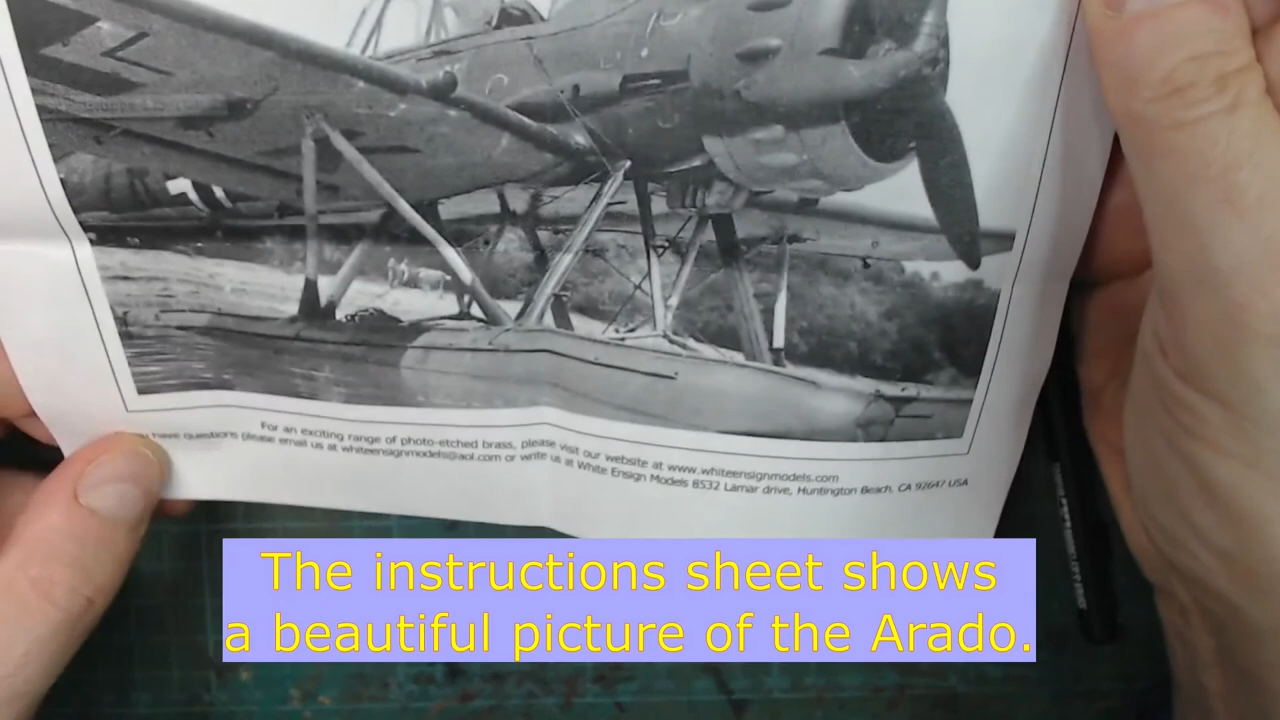 For an exciting range of photo-etched brass, please visit our website at www.whiteensignmodels.com
have questions please email us at whiteensignmodels@aol.com or write us at White Ensign Models 8532 Lamar drive, Huntington Beach, CA 92647 USA
The instructions sheet shows
a beautiful picture of the Arado.